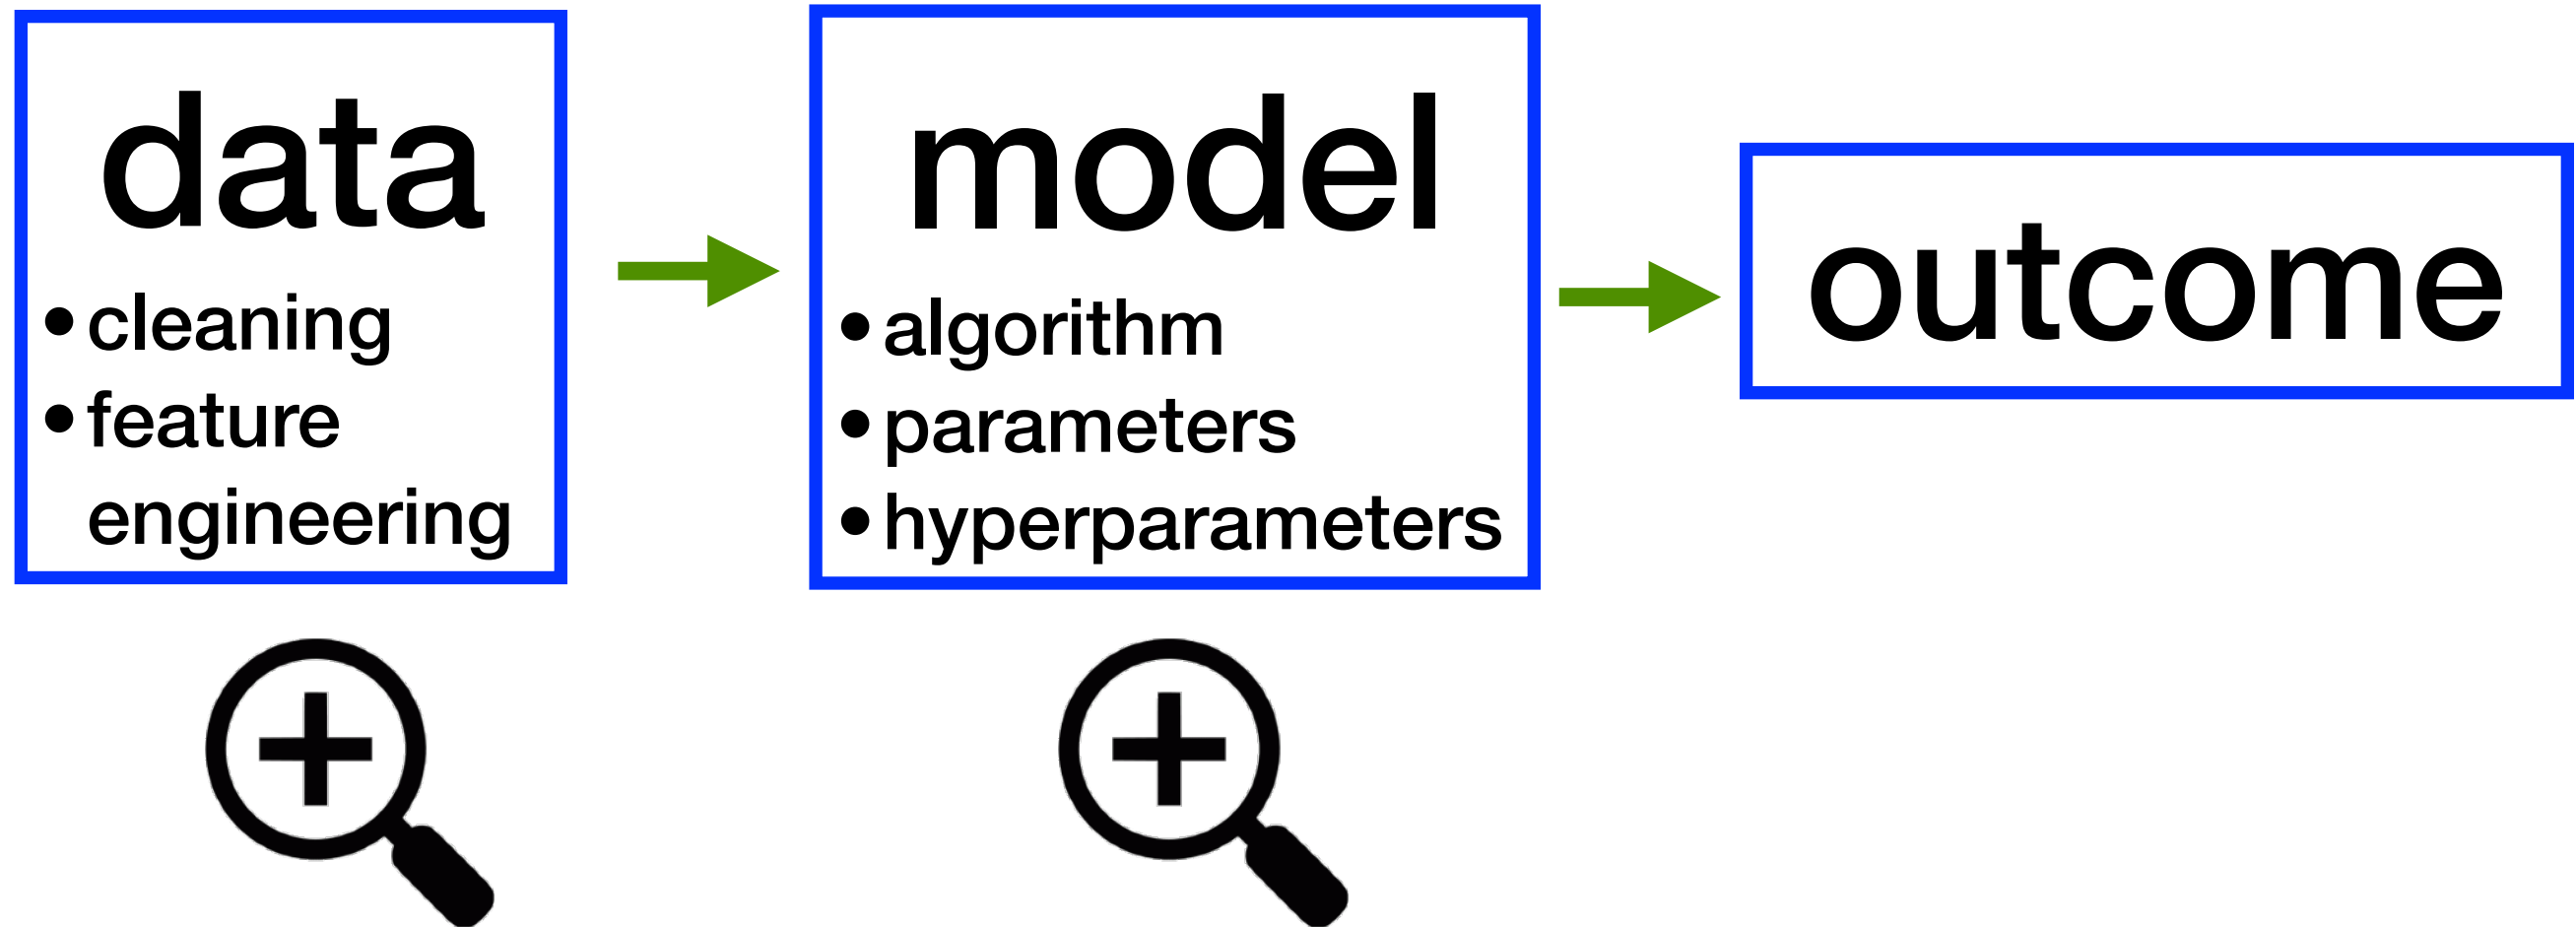 data
• cleaning
• feature
engineering
model
• algorithm
• parameters
• hyperparameters
outcome